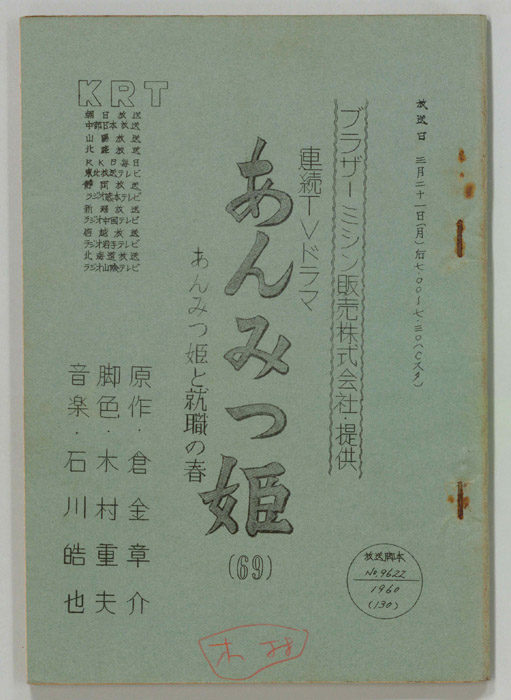 放送日 三月二十一日(月) 后七・〇〇〜七・三〇(Cスタ)
ブラザーミシン販売株式会社・提供
連続TVドラマ
あんみつ姫
(69)
あんみつ姫と就職の春
原作・倉金章介
脚色・木村重夫
音楽・石川皓也
KRT
朝日放送
中部日本放送
山陽放送
北陸放送
RKB毎日
東北放送テレビ
静岡放送
ラジオ熊本テレビ
新潟放送
ラジオ中国テレビ
信越放送
ラジオ岩手テレビ
北海道放送
ラジオ山陰テレビ
放送脚本
No.9622
1960
(130)
木村